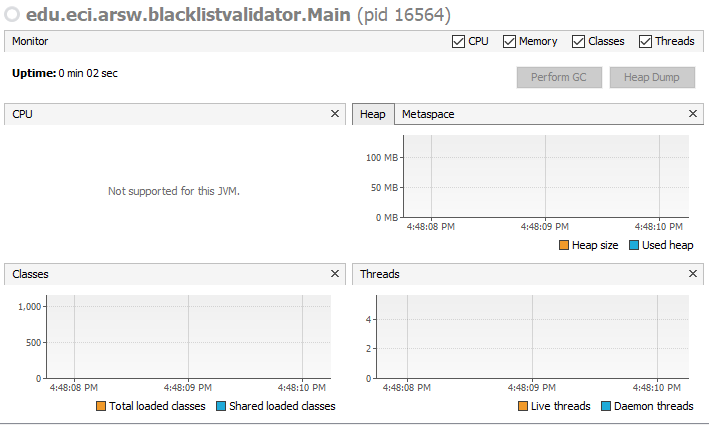 edu.eci.arsw.blacklistvalidator.Main (pid 16564)
Monitor
CPU
Memory
Classes
Threads
Uptime: 0 min 02 sec
Perform GC
Heap Dump
CPU
Not supported for this JVM.
Heap
Metaspace
100 MB
50 MB
0 MB
4:48:08 PM
4:48:09 PM
4:48:10 PM
Heap size
Used heap
Classes
1,000
500
0
4:48:08 PM
4:48:09 PM
4:48:10 PM
Total loaded classes
Shared loaded classes
Threads
4
2
0
4:48:08 PM
4:48:09 PM
4:48:10 PM
Live threads
Daemon threads